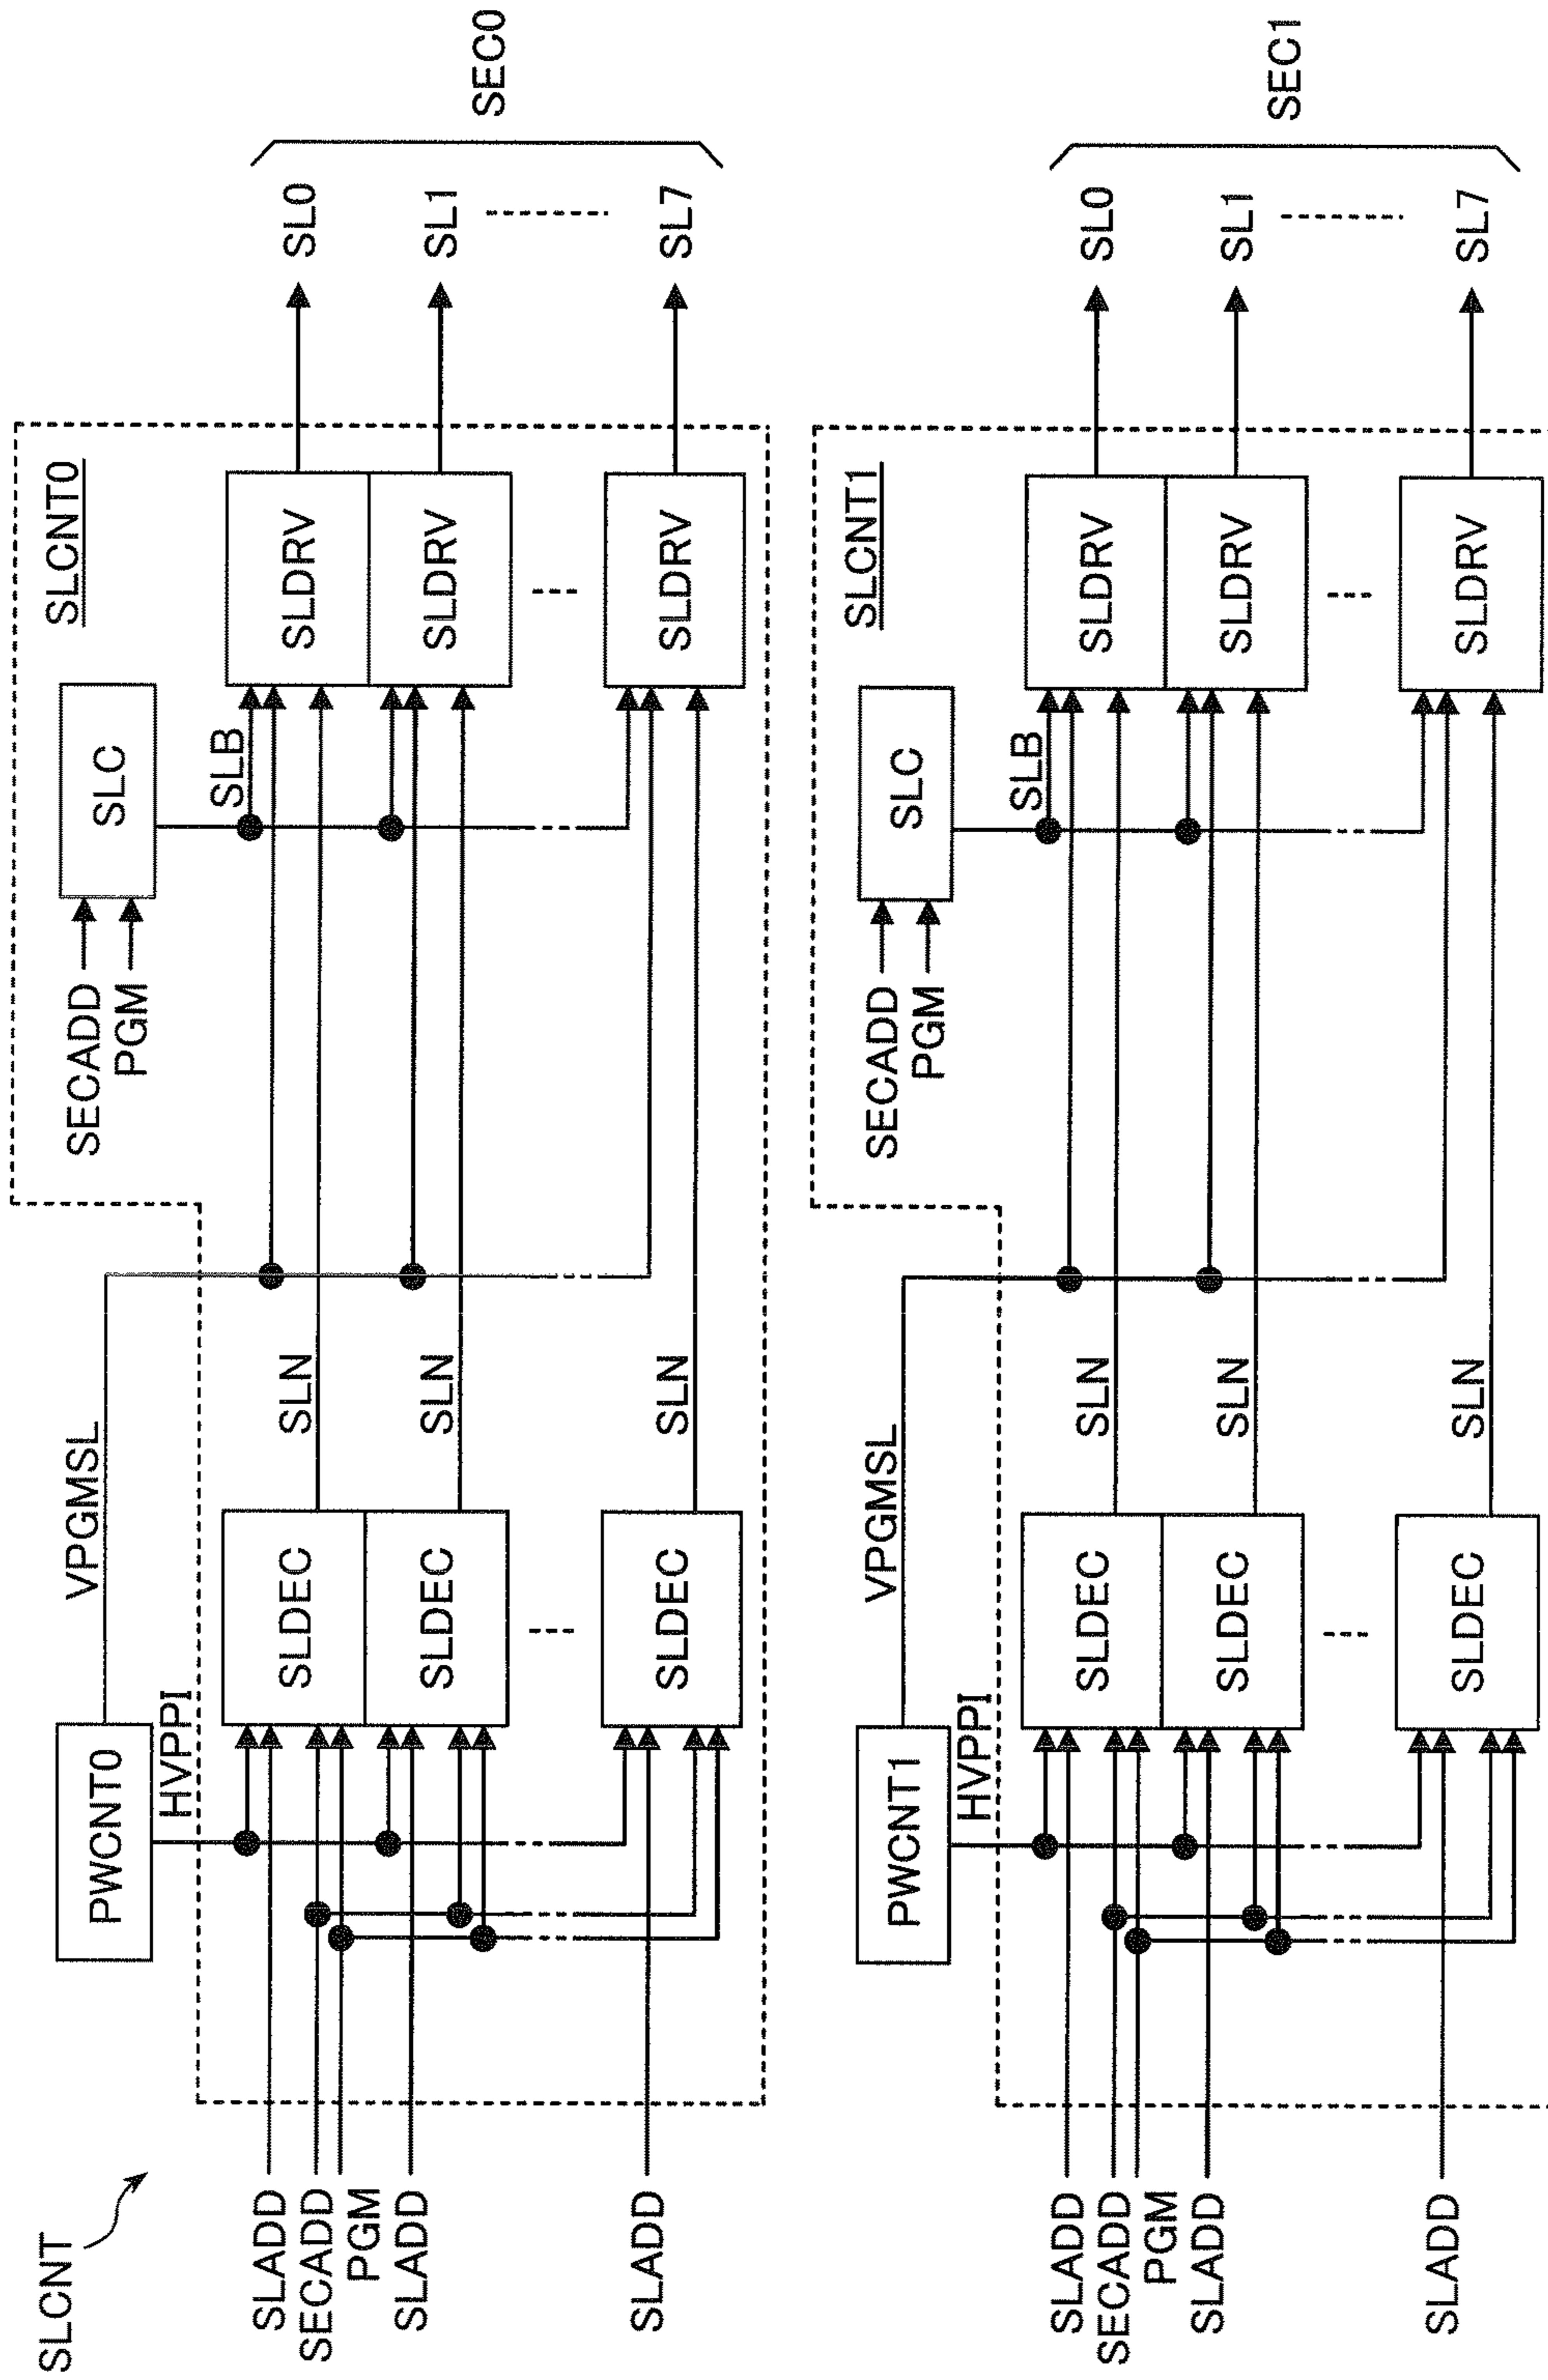 SLCNT
SLCNT0
PWCNT0
VPGMSL
HVPPI
SECADD
PGM
SLC
SLB
SLADD
SECADD
PGM
SLADD
SLADD
SLDEC
SLDEC
SLDEC
SLN
SLN
SLN
SLDRV
SLDRV
SLDRV
SL0
SL1
SL7
SEC0
SLCNT1
PWCNT1
VPGMSL
HVPPI
SECADD
PGM
SLC
SLB
SLADD
SECADD
PGM
SLADD
SLADD
SLDEC
SLDEC
SLDEC
SLN
SLN
SLN
SLDRV
SLDRV
SLDRV
SL0
SL1
SL7
SEC1